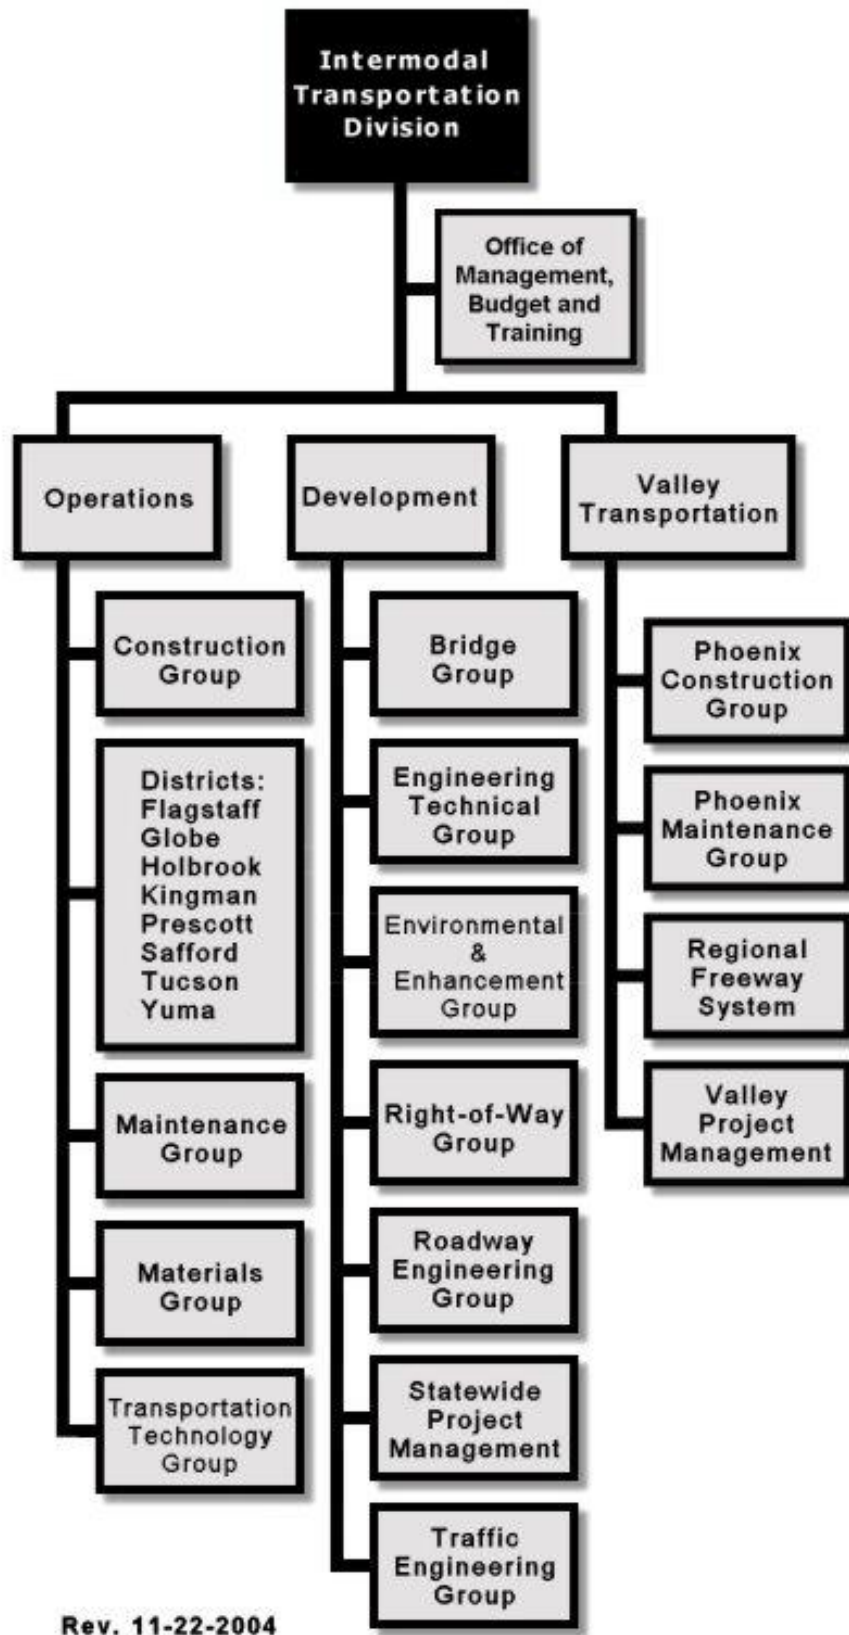 Intermodal
Transportation
Division
Office of
Management,
Budget and
Training
Operations
Development
Valley
Transportation
Construction
Group
Districts:
Flagstaff
Globe
Holbrook
Kingman
Prescott
Safford
Tucson
Yuma
Maintenance
Group
Materials
Group
Transportation
Technology
Group
Bridge
Group
Engineering
Technical
Group
Environmental
&
Enhancement
Group
Right-of-Way
Group
Roadway
Engineering
Group
Statewide
Project
Management
Traffic
Engineering
Group
Phoenix
Construction
Group
Phoenix
Maintenance
Group
Regional
Freeway
System
Valley
Project
Management
Rev. 11-22-2004